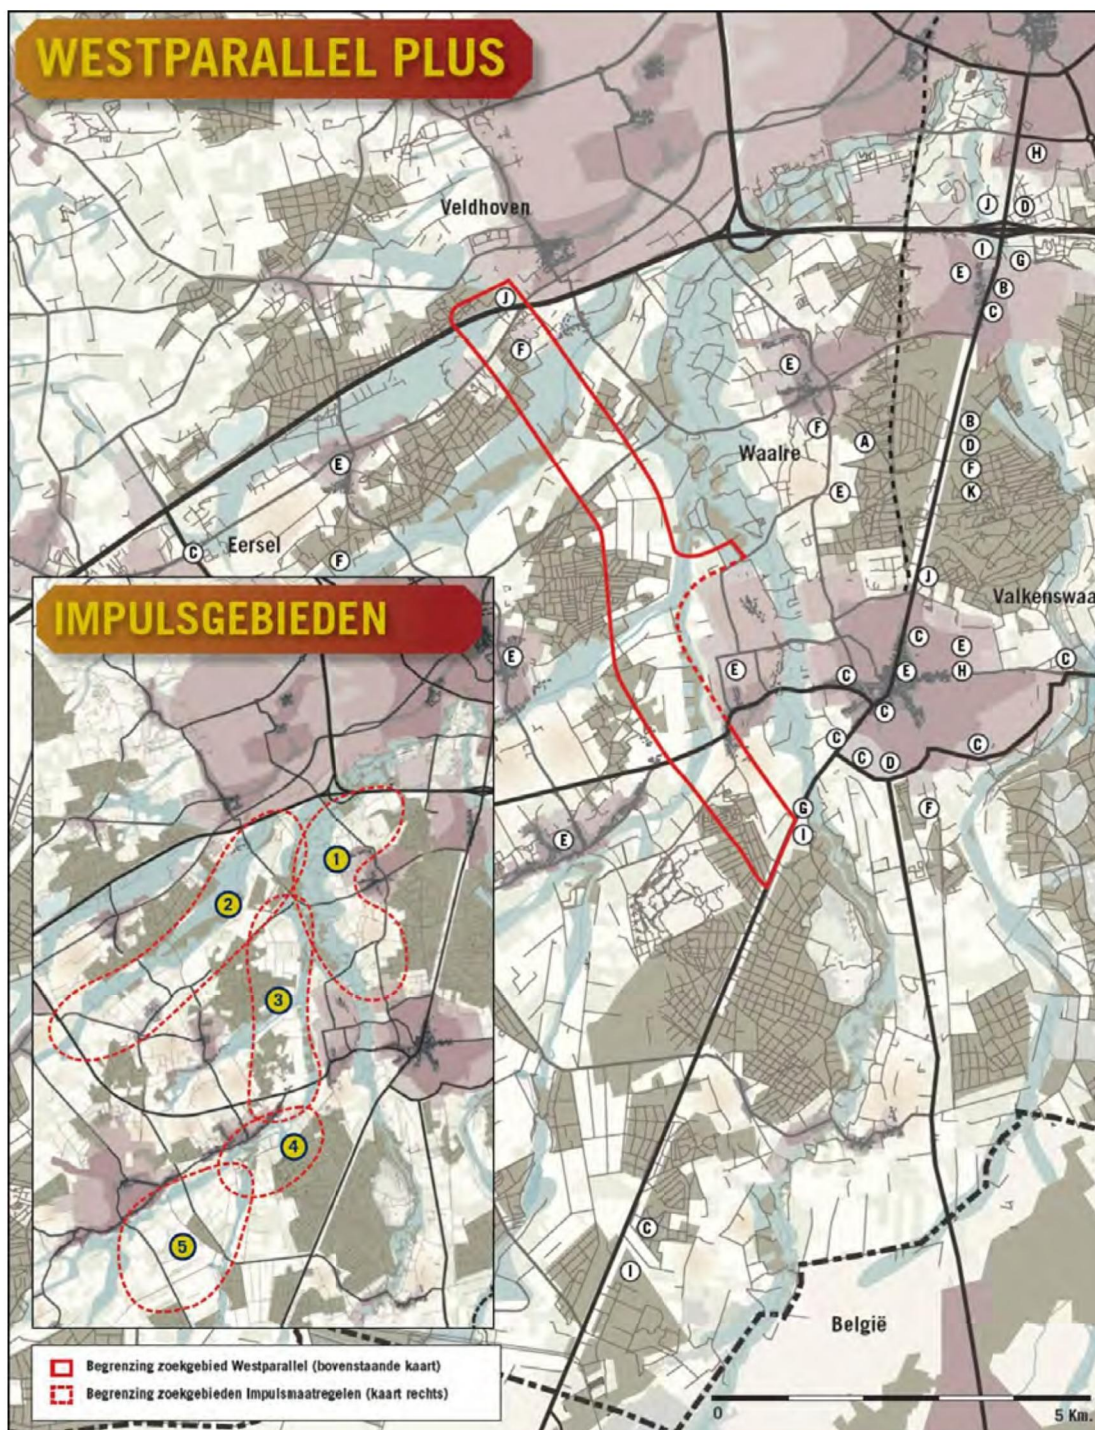 WESTPARALLEL PLUS
H
Veldhoven
J
D
I
G
E
B
J
C
F
E
F
B
A
D
Waalre
F
E
E
K
C
Eersel
F
J
Valkenswaa
IMPULSGEBIEDEN
C
E
E
C
E
C
E
H
C
C
C
C
D
G
F
I
E
1
2
3
4
5
C
I
België
Begrenzing zoekgebied Westparallel (bovenstaande kaart)
Begrenzing zoekgebieden Impulsmaatregelen (kaart rechts)
0
5 Km.